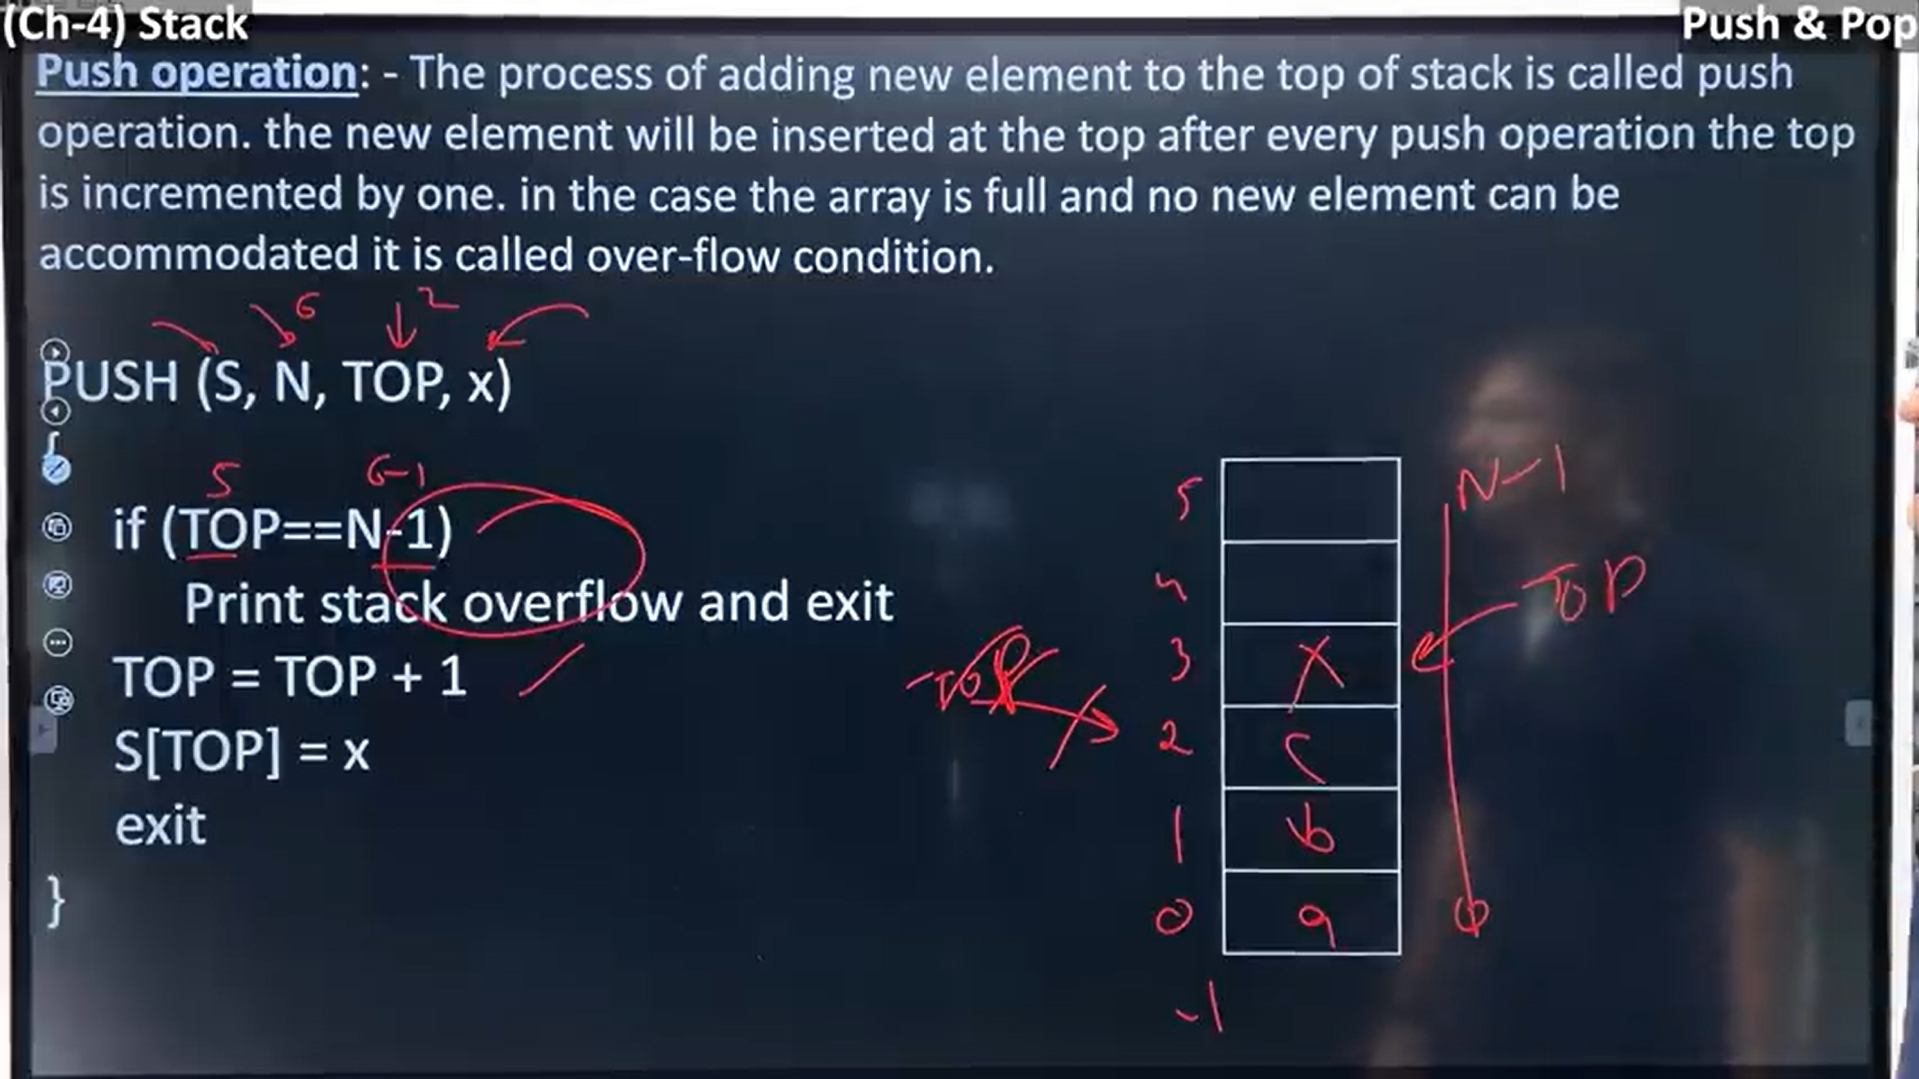 (Ch-4) Stack
Push & Pop
Push operation: - The process of adding new element to the top of stack is called push
operation. the new element will be inserted at the top after every push operation the top
is incremented by one. in the case the array is full and no new element can be
accommodated it is called over-flow condition.
6 2
PUSH (S, N, TOP, x)
5 6-1
if (TOP==N-1)
Print stack overflow and exit
TOP = TOP + 1
S[TOP] = x
exit
}
5 N-1
4 TOP
3 x
TOP
2 c
1 b
0 a 0
-1